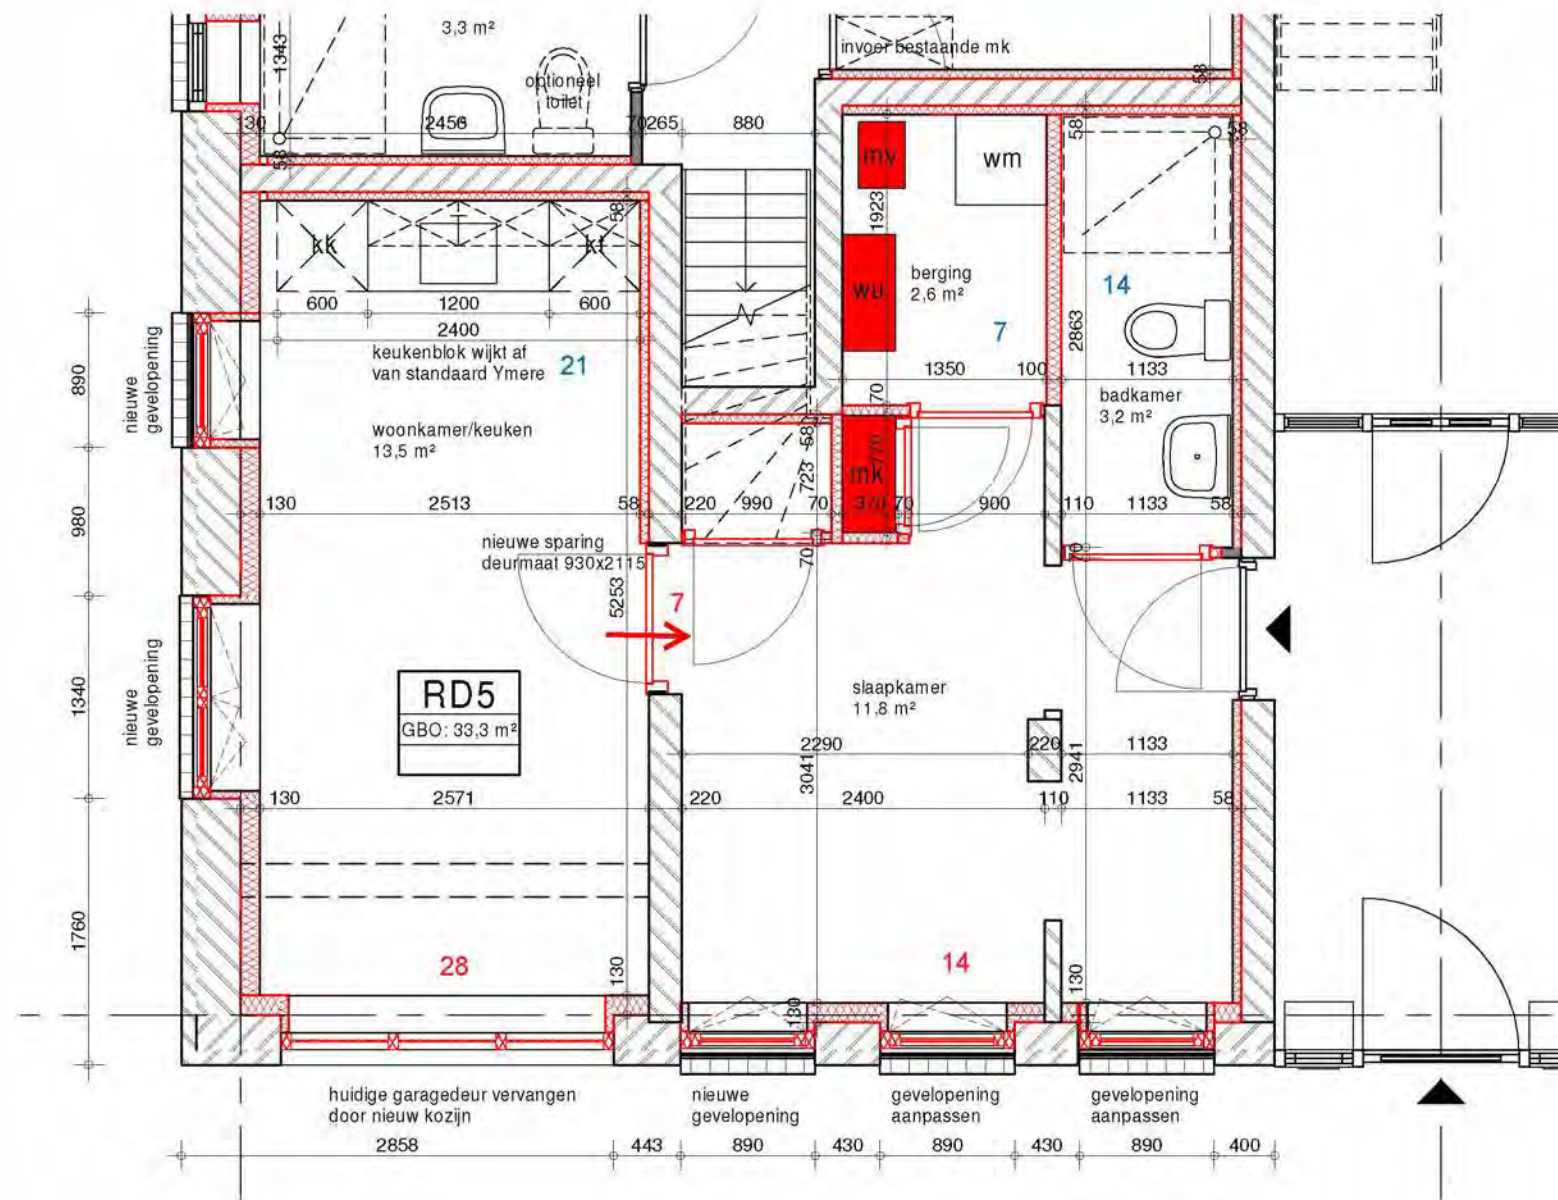 3,3 m²
invoer bestaande mk
1343
58
optioneel
toilet
130
2456
70
265
880
58
58
58
mv
wm
1923
58
kk
kt
600
1200
600
2400
keukenblok wijkt af
van standaard Ymere
21
wu
berging
2,6 m²
14
7
2863
1350
100
1133
70
badkamer
3,2 m²
nieuwe
gevelopening
890
woonkamer/keuken
13,5 m²
58
723
770
mk
130
2513
58
220
990
70
370
70
900
110
1133
58
980
nieuwe sparing
deurmaat 930x2115
70
70
5253
7
nieuwe
gevelopening
1340
RD5
GBO: 33,3 m²
slaapkamer
11,8 m²
2290
220
1133
3041
2941
130
2571
220
2400
110
1133
58
1760
28
14
130
130
130
huidige garagedeur vervangen
door nieuw kozijn
nieuwe
gevelopening
gevelopening
aanpassen
gevelopening
aanpassen
2858
443
890
430
890
430
890
400